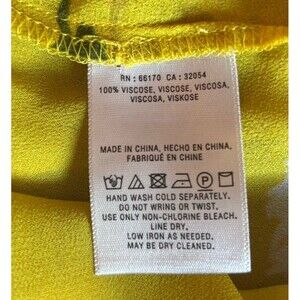 RN : 66170 CA : 32054
100% VISCOSE, VISCOSE, VISCOSA,
VISCOSA, VISKOSE
MADE IN CHINA, HECHO EN CHINA.
FABRIQUÉ EN CHINE
HAND WASH COLD SEPARATELY.
DO NOT WRING OR TWIST.
USE ONLY NON-CHLORINE BLEACH.
LINE DRY.
LOW IRON AS NEEDED.
MAY BE DRY CLEANED.